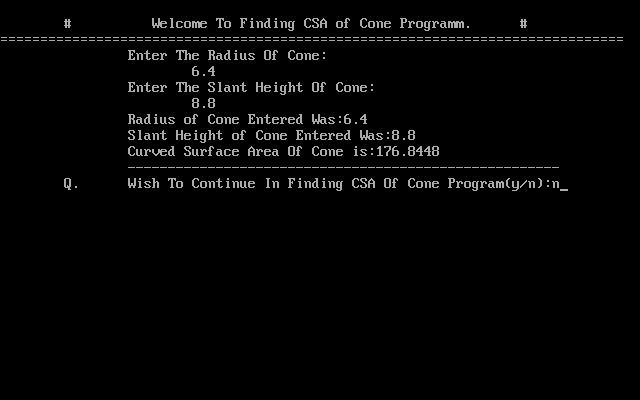 # Welcome To Finding CSA of Cone Programm. #
==============================================================================
Enter The Radius Of Cone:
6.4
Enter The Slant Height Of Cone:
8.8
Radius of Cone Entered Was:6.4
Slant Height of Cone Entered Was:8.8
Curved Surface Area Of Cone is:176.8448
------------------------------------------------------
Q. Wish To Continue In Finding CSA Of Cone Program(y/n):n_